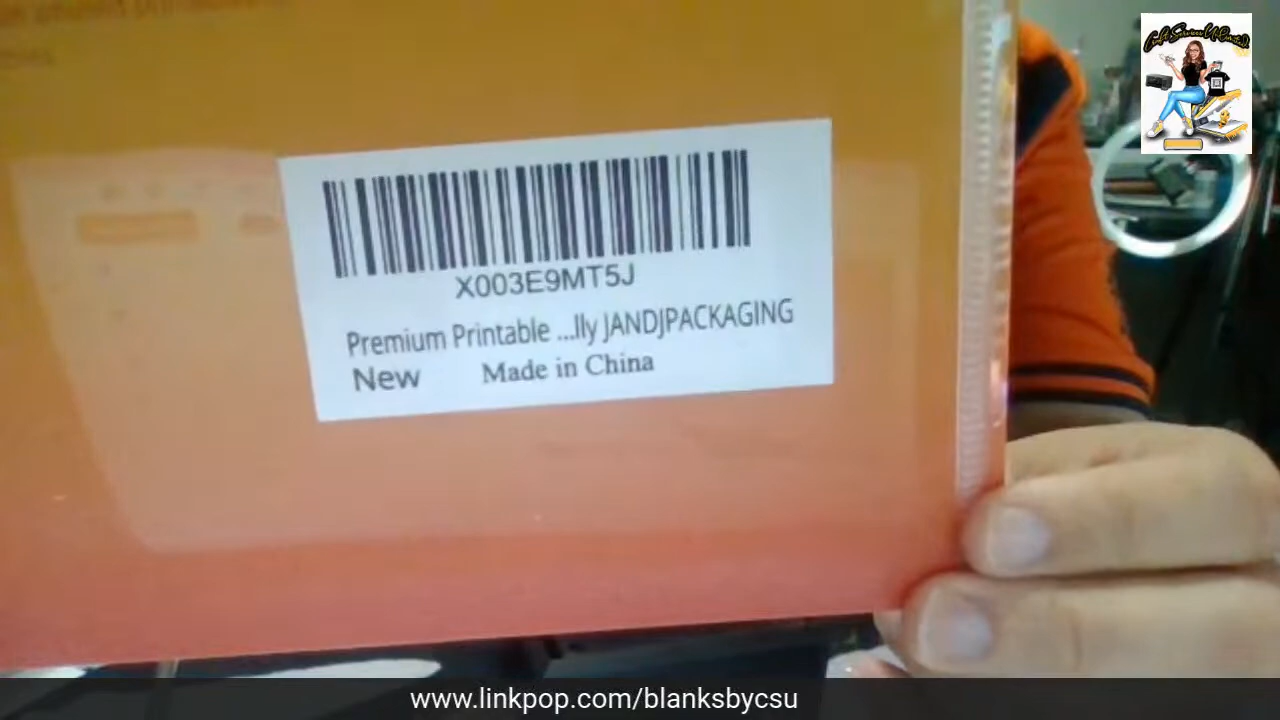 X003E9MT5J
Premium Printable ...lly JANDJPACKAGING
New Made in China
www.linkpop.com/blanksbycsu